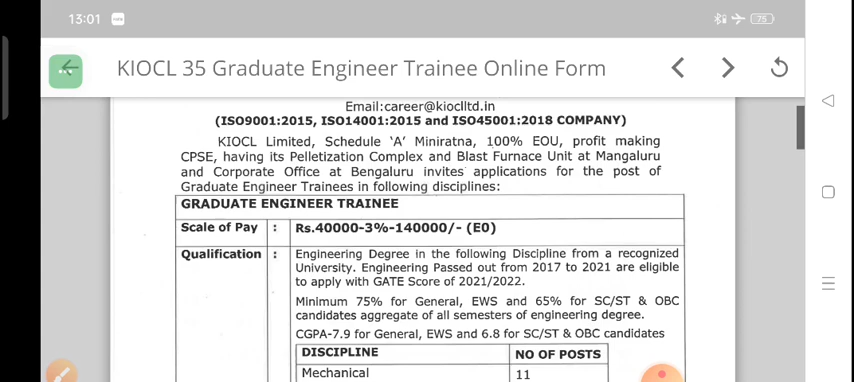 13:01
75
KIOCL 35 Graduate Engineer Trainee Online Form
Email:career@kioclltd.in
(ISO9001:2015, ISO14001:2015 and ISO45001:2018 COMPANY)
KIOCL Limited, Schedule ‘A’ Miniratna, 100% EOU, profit making
CPSE, having its Pelletization Complex and Blast Furnace Unit at Mangaluru
and Corporate Office at Bengaluru invites applications for the post of
Graduate Engineer Trainees in following disciplines:
GRADUATE ENGINEER TRAINEE
Scale of Pay : Rs.40000-3%-140000/- (E0)
Qualification : Engineering Degree in the following Discipline from a recognized
University. Engineering Passed out from 2017 to 2021 are eligible
to apply with GATE Score of 2021/2022.
Minimum 75% for General, EWS and 65% for SC/ST & OBC
candidates aggregate of all semesters of engineering degree.
CGPA-7.9 for General, EWS and 6.8 for SC/ST & OBC candidates
DISCIPLINE NO OF POSTS
Mechanical 11